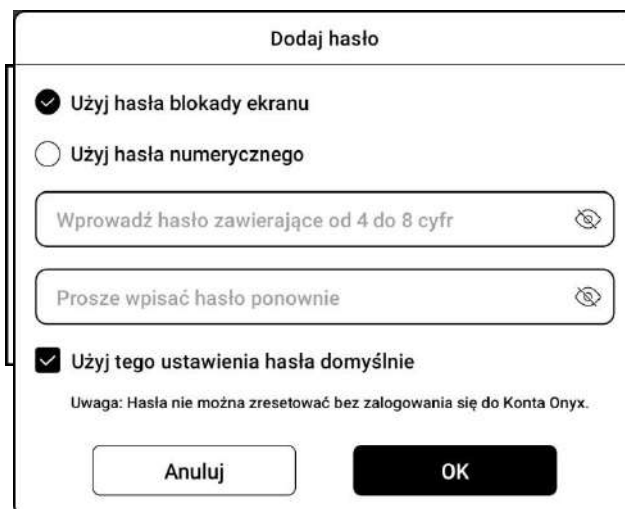 Dodaj hasło
Użyj hasła blokady ekranu
Użyj hasła numerycznego
Wprowadź hasło zawierające od 4 do 8 cyfr
Prosze wpisać hasło ponownie
Użyj tego ustawienia hasła domyślnie
Uwaga: Hasła nie można zresetować bez zalogowania się do Konta Onyx.
Anuluj OK